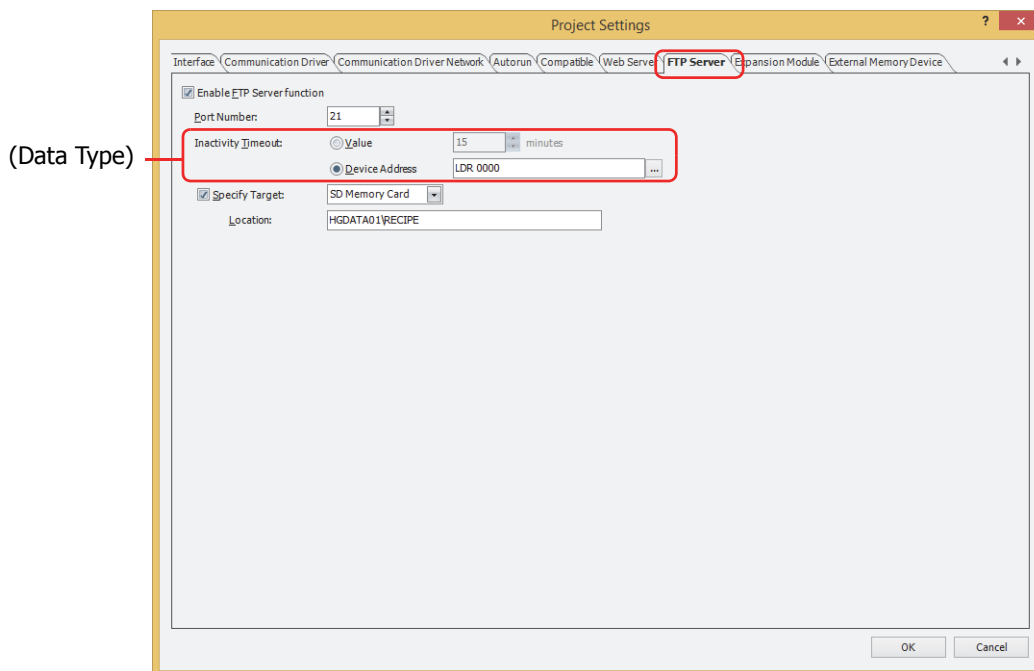 Project Settings
?
×
Interface Communication Driver Communication Driver Network Autorun Compatible Web Server FTP Server Expansion Module External Memory Device
Enable FTP Server function
Port Number: 21
Inactivity Timeout: Value 15 minutes
(Data Type)
Device Address LDR 0000 ...
Specify Target: SD Memory Card
Location: HGDATA01\RECIPE
OK Cancel